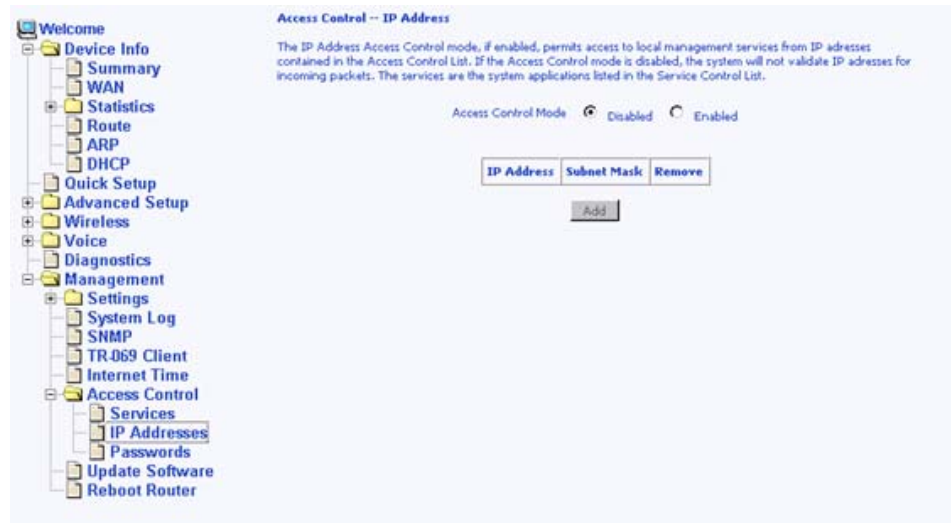 Welcome
Device Info
Summary
WAN
Statistics
Route
ARP
DHCP
Quick Setup
Advanced Setup
Wireless
Voice
Diagnostics
Management
Settings
System Log
SNMP
TR-069 Client
Internet Time
Access Control
Services
IP Addresses
Passwords
Update Software
Reboot Router
Access Control -- IP Address
The IP Address Access Control mode, if enabled, permits access to local management services from IP adresses
contained in the Access Control List. If the Access Control mode is disabled, the system will not validate IP adresses for
incoming packets. The services are the system applications listed in the Service Control List.
Access Control Mode Disabled Enabled
IP Address Subnet Mask Remove
Add